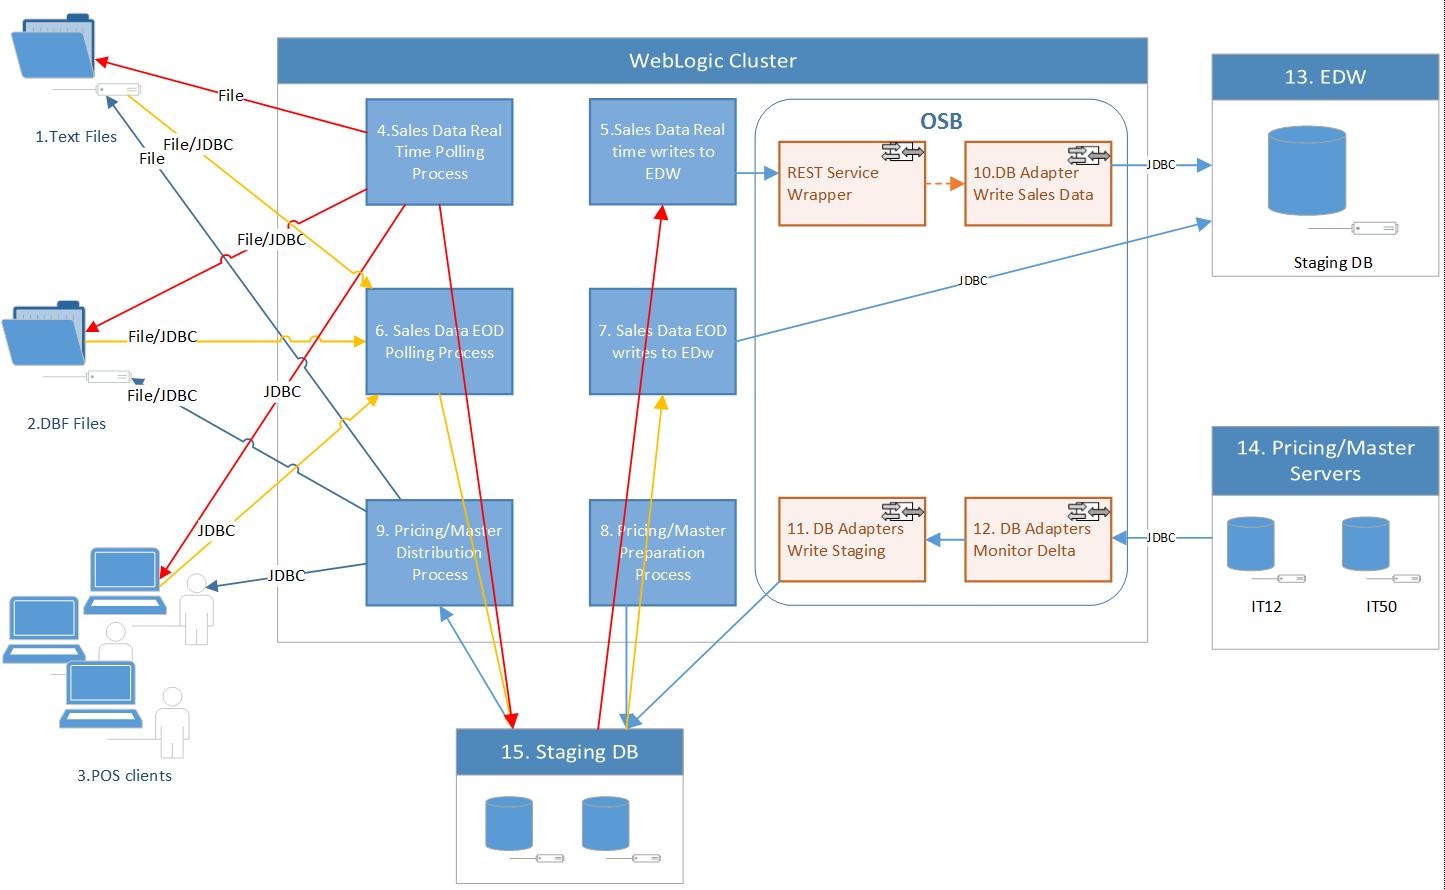 WebLogic Cluster
13. EDW
File
1.Text Files
File/JDBC
File
4.Sales Data Real
Time Polling
Process
5.Sales Data Real
time writes to
EDW
OSB
REST Service
Wrapper
10.DB Adapter
Write Sales Data
JDBC
Staging DB
File/JDBC
JDBC
File/JDBC
6. Sales Data EOD
Polling Process
7. Sales Data EOD
writes to EDw
File/JDBC
JDBC
2.DBF Files
14. Pricing/Master
Servers
JDBC
9. Pricing/Master
Distribution
Process
8. Pricing/Master
Preparation
Process
11. DB Adapters
Write Staging
12. DB Adapters
Monitor Delta
JDBC
JDBC
IT12
IT50
15. Staging DB
3.POS clients